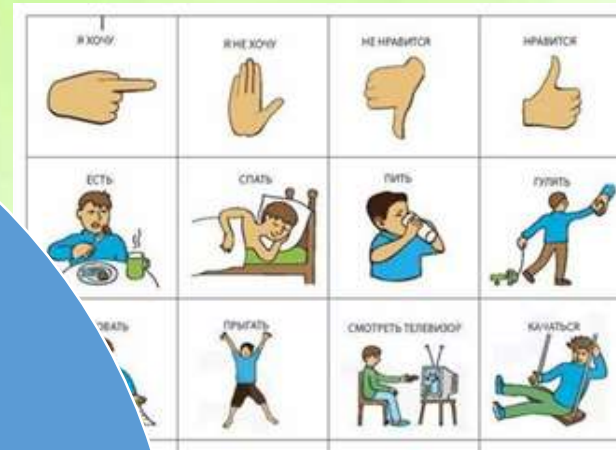 Я ХОЧУ
Я НЕ ХОЧУ
НЕ НРАВИТСЯ
НРАВИТСЯ
ЕСТЬ
СПАТЬ
ПИТЬ
ГУЛЯТЬ
ПРЫГАТЬ
СМОТРЕТЬ ТЕЛЕВИЗОР
КАЧАТЬСЯ